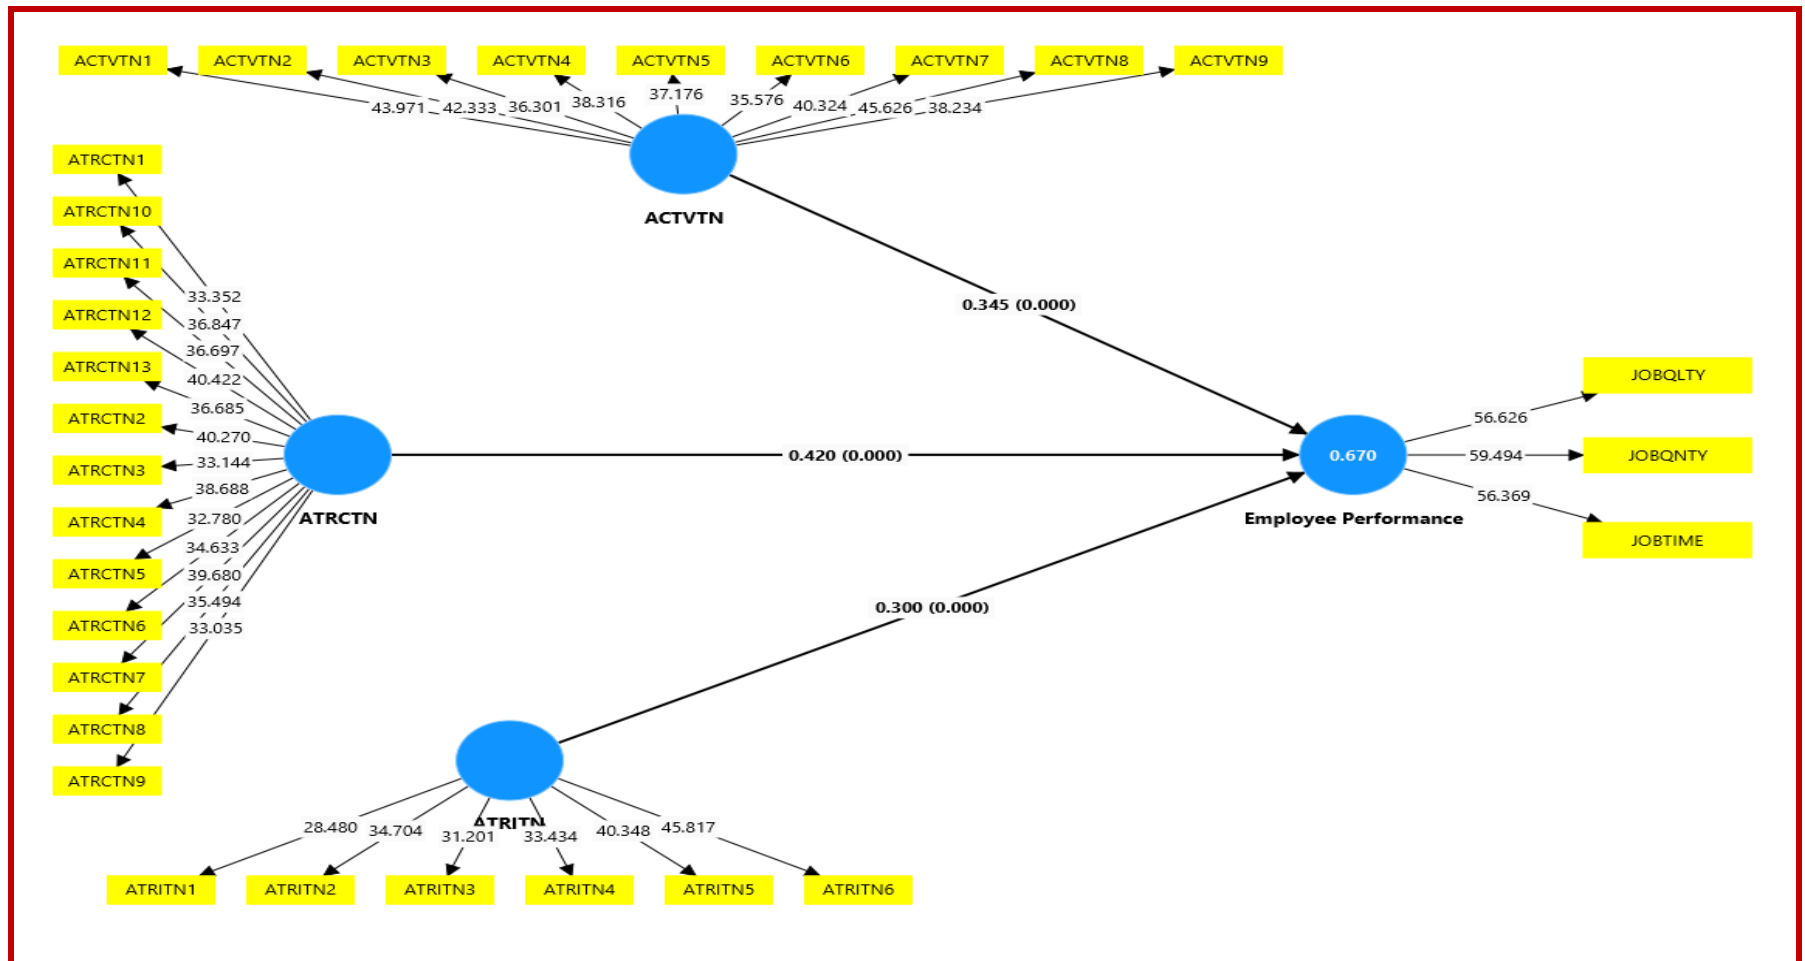 ACTVTN1 ACTVTN2 ACTVTN3 ACTVTN4 ACTVTN5 ACTVTN6 ACTVTN7 ACTVTN8 ACTVTN9
43.971 42.333 36.301 38.316 37.176 35.576 40.324 45.626 38.234
ACTVTN
ATRCTN1
ATRCTN10
ATRCTN11
ATRCTN12
ATRCTN13
ATRCTN2
ATRCTN3
ATRCTN4
ATRCTN5
ATRCTN6
ATRCTN7
ATRCTN8
ATRCTN9
33.352
36.847
36.697
40.422
36.685
40.270
33.144
38.688
32.780
34.633
39.680
35.494
33.035
ATRCTN
0.345 (0.000)
0.420 (0.000)
0.300 (0.000)
0.670
Employee Performance
56.626
59.494
56.369
JOBQLTY
JOBQNTY
JOBTIME
ATRITN
28.480 34.704 31.201 33.434 40.348 45.817
ATRITN1 ATRITN2 ATRITN3 ATRITN4 ATRITN5 ATRITN6